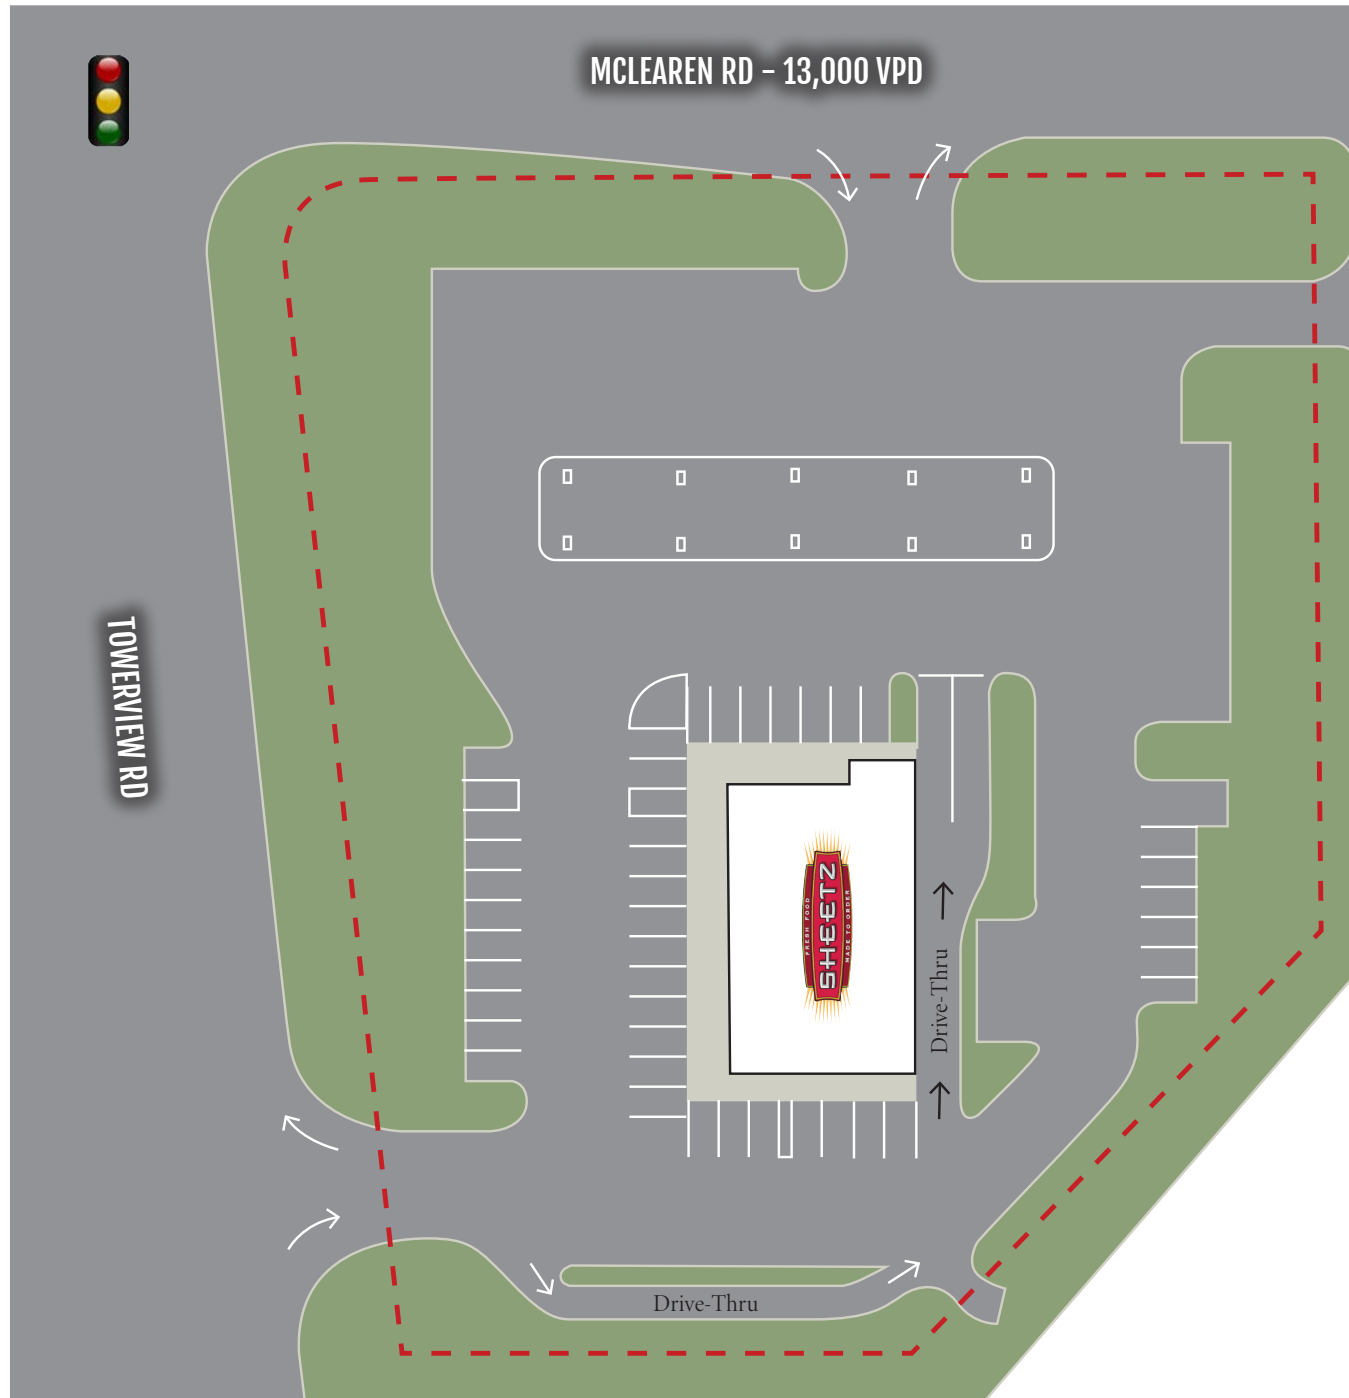 MCLEAREN RD – 13,000 VPD
TOWERVIEW RD
FRESH FOOD
SHEETZ
MADE TO ORDER
Drive-Thru
Drive-Thru